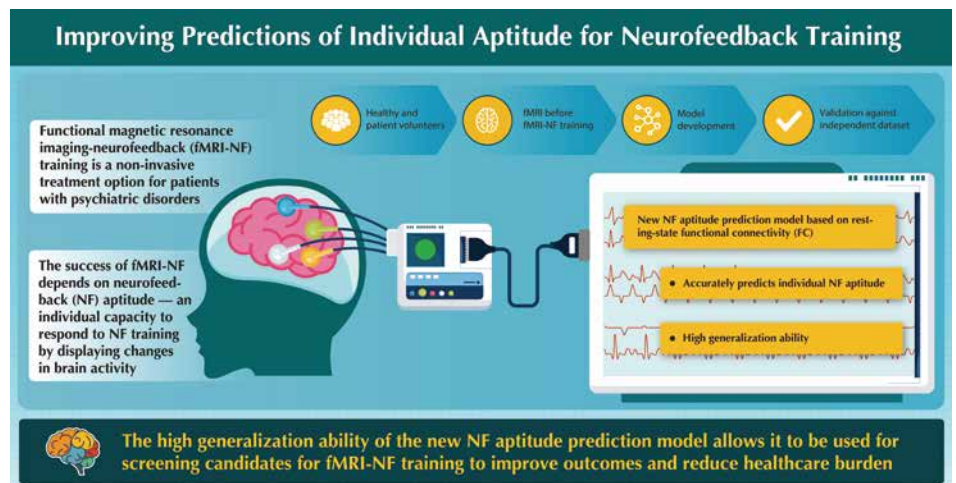 Improving Predictions of Individual Aptitude for Neurofeedback Training
Healthy and
patient volunteers
fMRI before
fMRI-NF training
Model
development
Validation against
independent dataset
Functional magnetic resonance
imaging-neurofeedback (fMRI-NF)
training is a non-invasive
treatment option for patients
with psychiatric disorders
The success of fMRI-NF
depends on neurofeed-
back (NF) aptitude — an
individual capacity to
respond to NF training
by displaying changes
in brain activity
New NF aptitude prediction model based on rest-
ing-state functional connectivity (FC)
• Accurately predicts individual NF aptitude
• High generalization ability
The high generalization ability of the new NF aptitude prediction model allows it to be used for
screening candidates for fMRI-NF training to improve outcomes and reduce healthcare burden